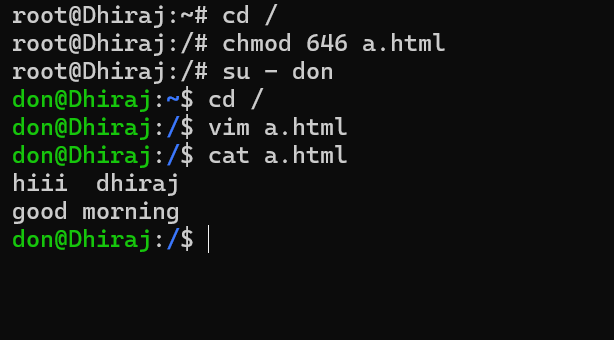 root@Dhiraj:~# cd /
root@Dhiraj:/# chmod 646 a.html
root@Dhiraj:/# su - don
don@Dhiraj:~$ cd /
don@Dhiraj:/$ vim a.html
don@Dhiraj:/$ cat a.html
hiii  dhiraj
good morning
don@Dhiraj:/$